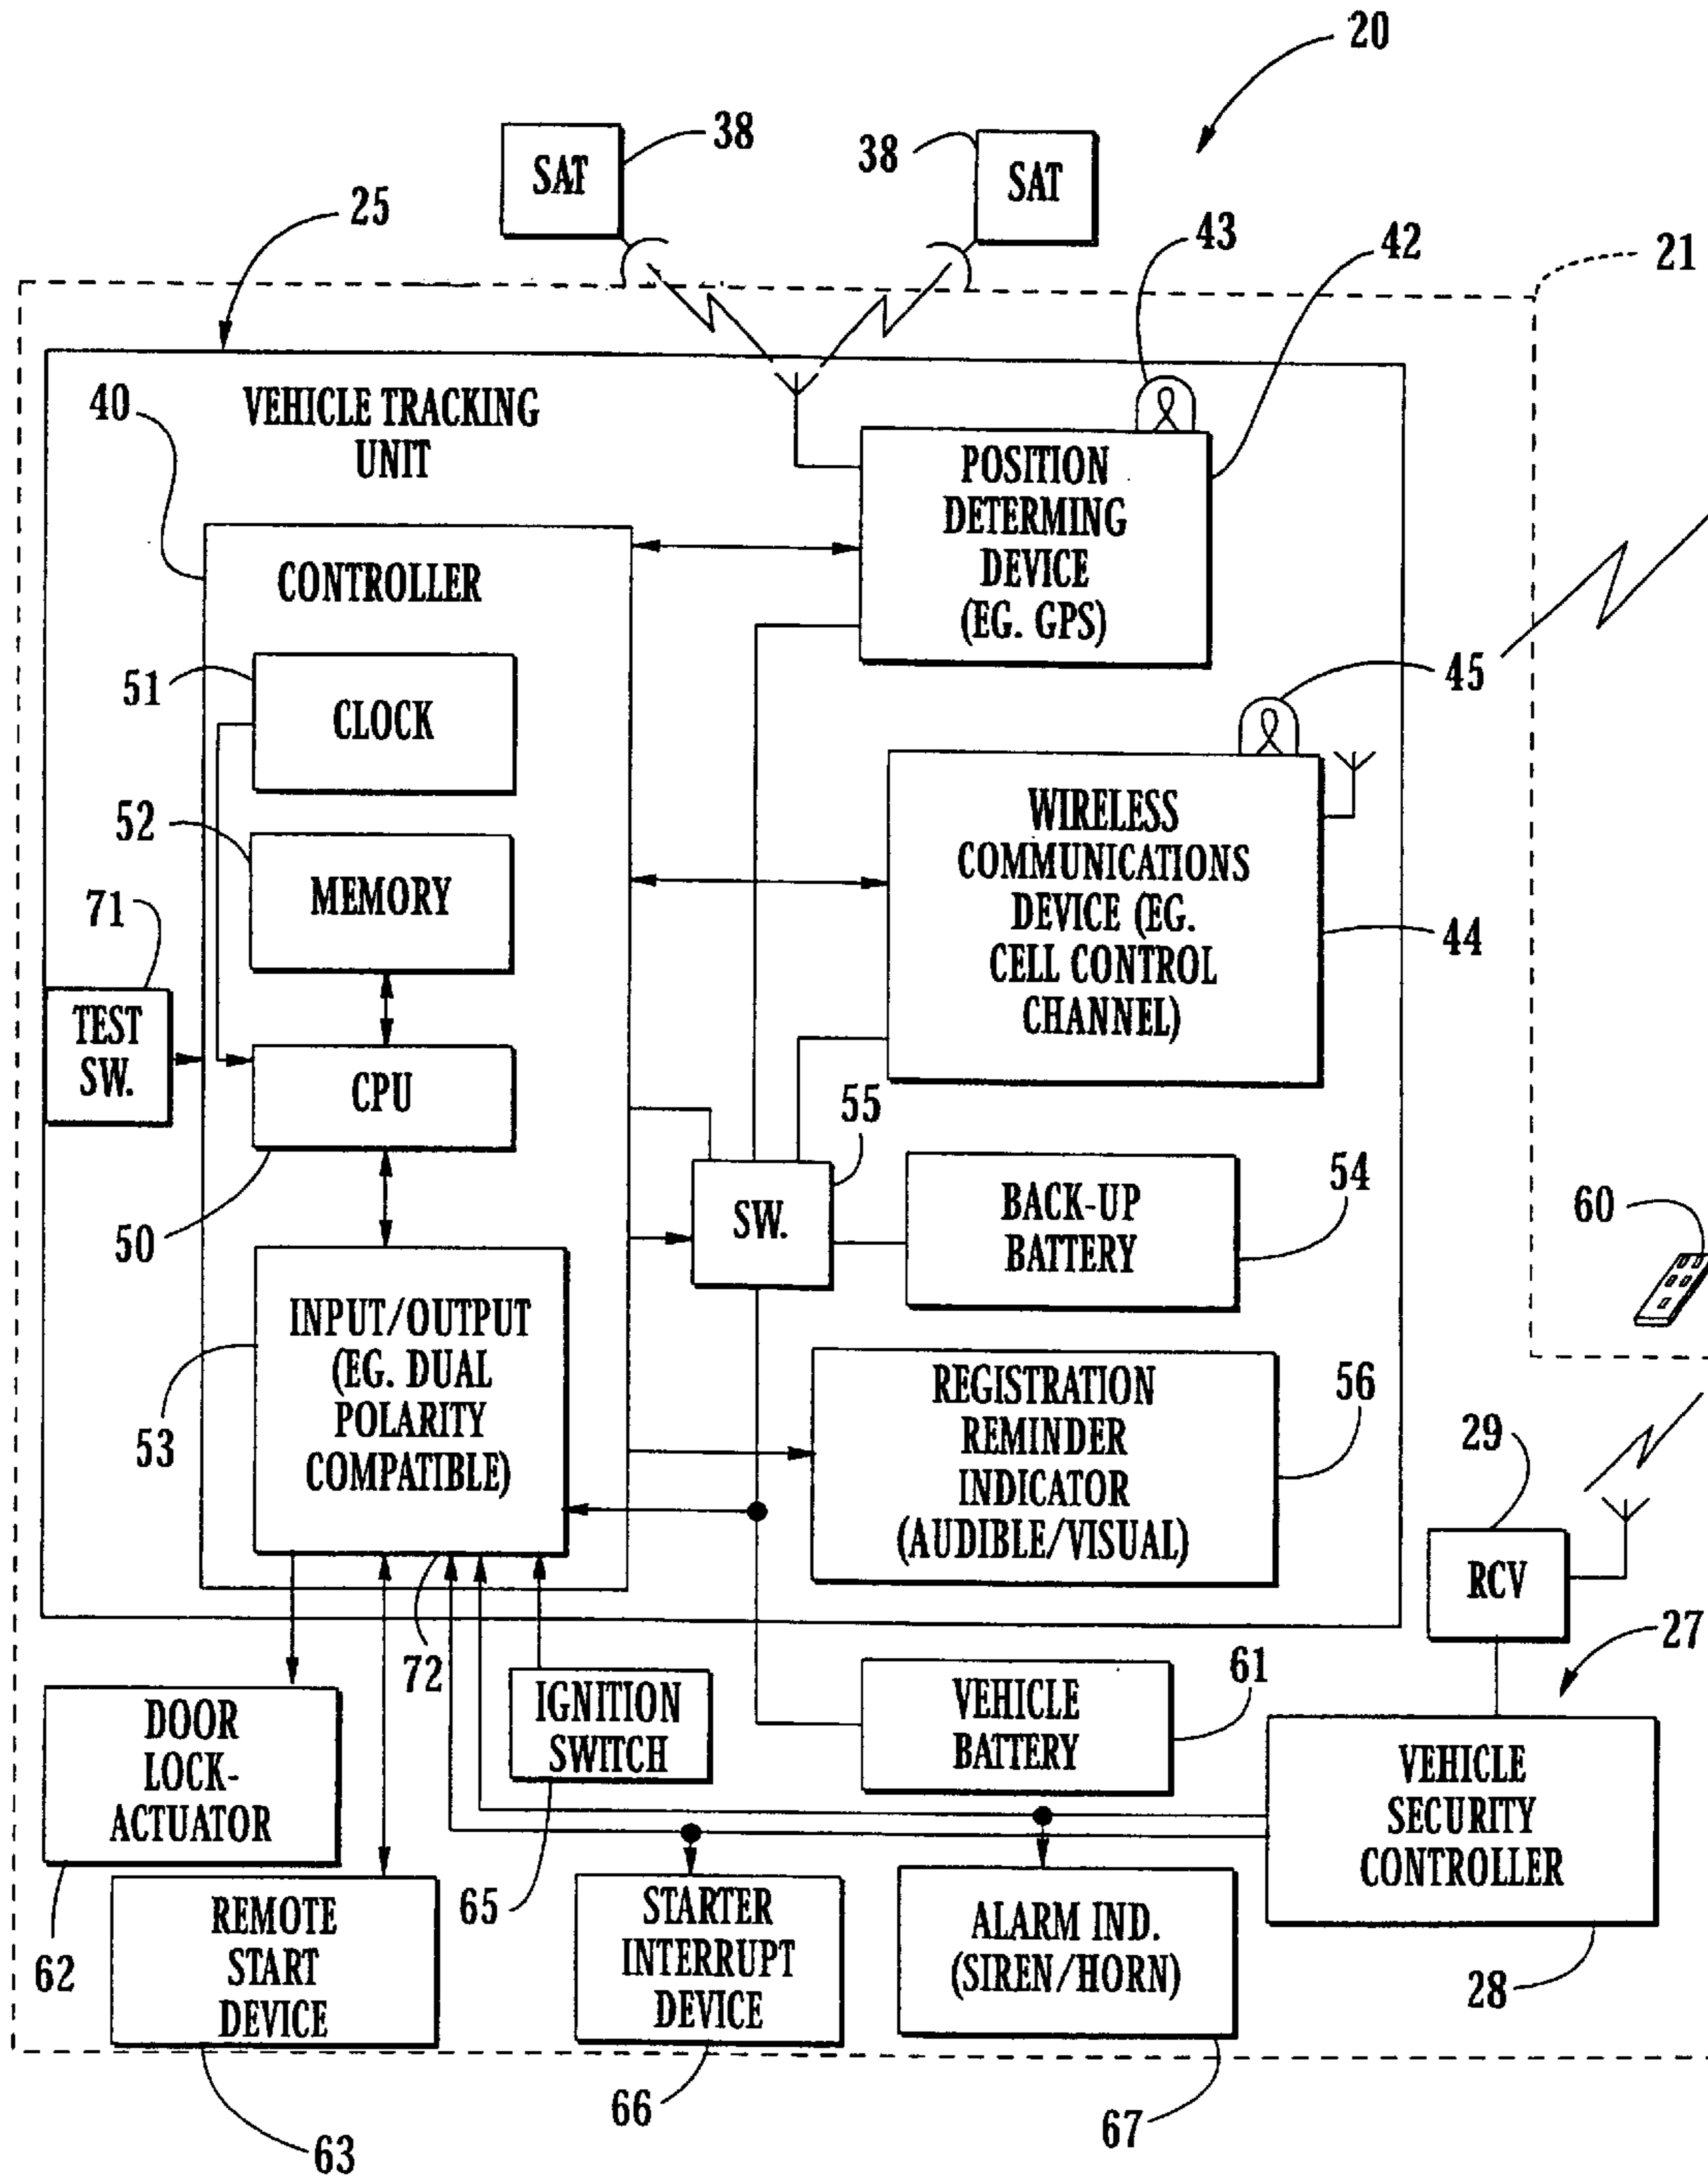 20
38
SAT
38
SAT
25
43
42
21
40
VEHICLE TRACKING
UNIT
POSITION
DETERMING
DEVICE
(EG. GPS)
CONTROLLER
51
CLOCK
45
52
MEMORY
WIRELESS
COMMUNICATIONS
DEVICE (EG.
CELL CONTROL
CHANNEL)
44
71
TEST
SW.
CPU
50
55
SW.
BACK-UP
BATTERY
54
60
INPUT/OUTPUT
(EG. DUAL
POLARITY
COMPATIBLE)
53
REGISTRATION
REMINDER
INDICATOR
(AUDIBLE/VISUAL)
56
29
RCV
27
72
IGNITION
SWITCH
65
VEHICLE
BATTERY
61
DOOR
LOCK-
ACTUATOR
62
VEHICLE
SECURITY
CONTROLLER
28
REMOTE
START
DEVICE
63
STARTER
INTERRUPT
DEVICE
66
ALARM IND.
(SIREN/HORN)
67